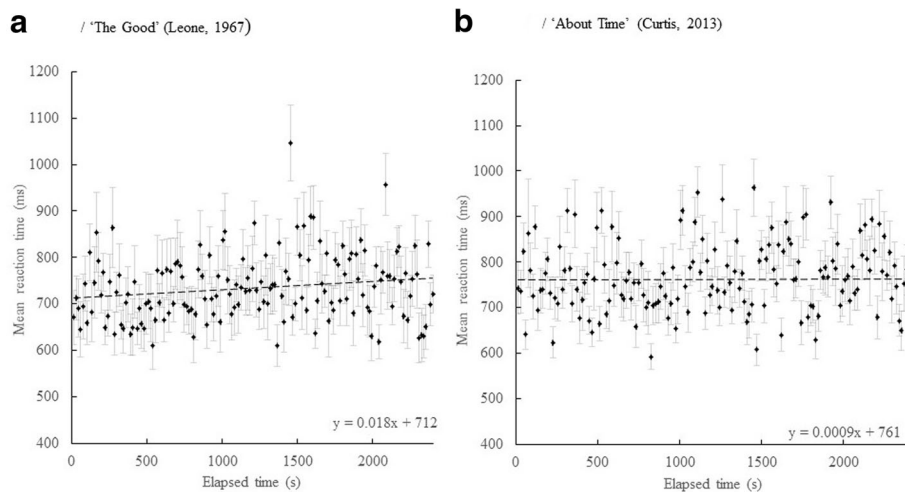 a / 'The Good' (Leone, 1967)
1200
1100
1000
900
800
700
600
500
400
Mean reaction time (ms)
y = 0.018x + 712
0 500 1000 1500 2000
Elapsed time (s)
b / 'About Time' (Curtis, 2013)
1200
1100
1000
900
800
700
600
500
400
Mean reaction time (ms)
y = 0.0009x + 761
0 500 1000 1500 2000
Elapsed time (s)